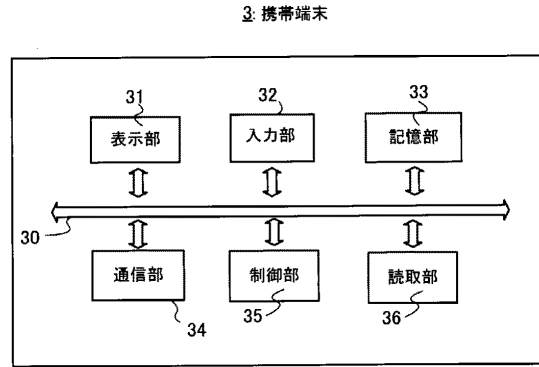 3: 携帯端末
31 32 33
表示部 入力部 記憶部
30
通信部 制御部 読取部
34 35 36